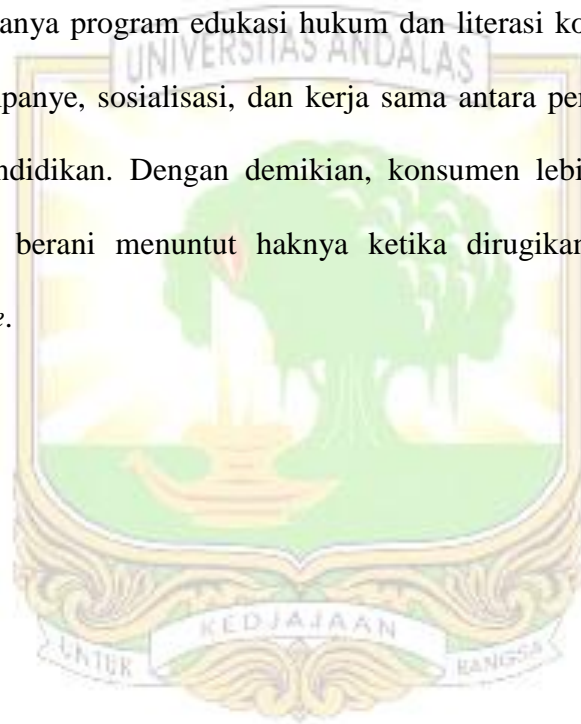 anya program edukasi hukum dan literasi ko
UNIVERSITAS ANDALAS
panye, sosialisasi, dan kerja sama antara per
ndidikan. Dengan demikian, konsumen lebi
berani menuntut haknya ketika dirugikan
e.
UNTUK KEDJAJAAN BANGSA